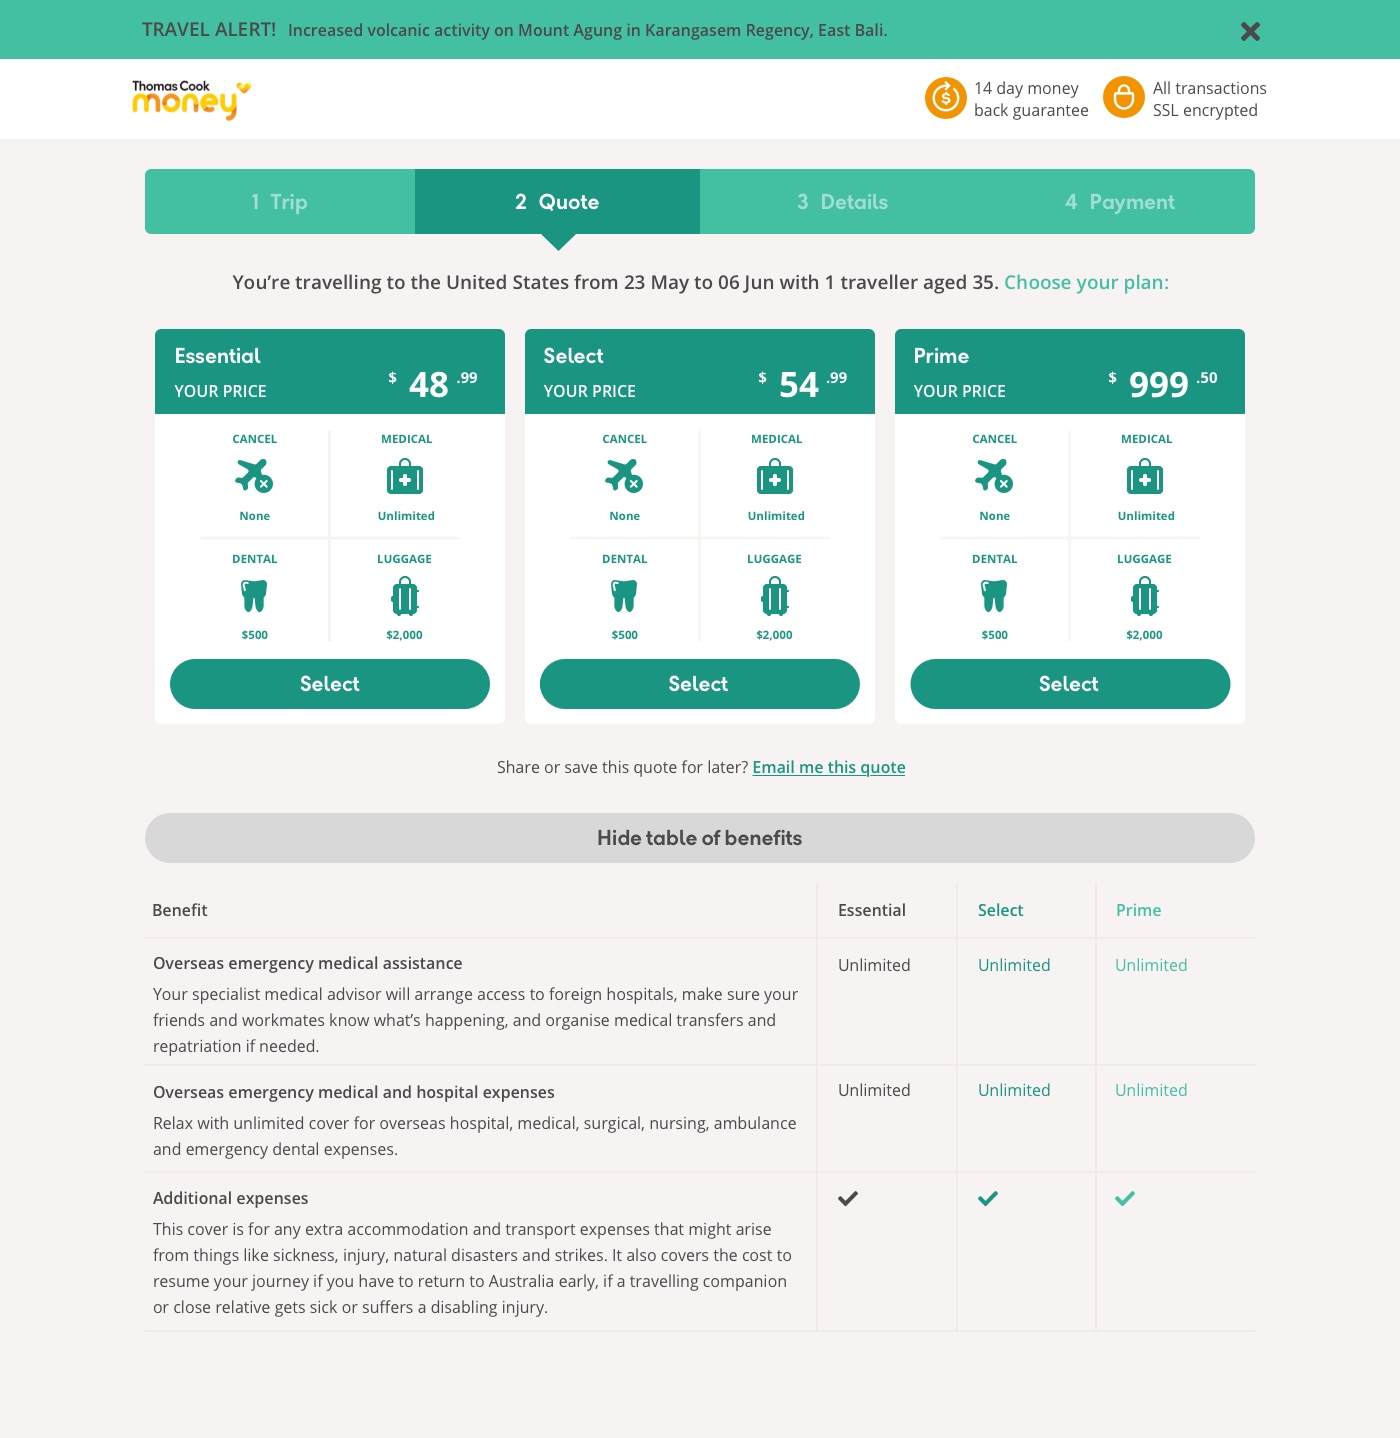 TRAVEL ALERT! Increased volcanic activity on Mount Agung in Karangasem Regency, East Bali.
Thomas Cook
money
14 day money
back guarantee
All transactions
SSL encrypted
1 Trip
2 Quote
3 Details
4 Payment
You’re travelling to the United States from 23 May to 06 Jun with 1 traveller aged 35. Choose your plan:
Essential
YOUR PRICE $ 48 .99
CANCEL MEDICAL
None Unlimited
DENTAL LUGGAGE
$500 $2,000
Select
Select
YOUR PRICE $ 54 .99
CANCEL MEDICAL
None Unlimited
DENTAL LUGGAGE
$500 $2,000
Select
Prime
YOUR PRICE $ 999 .50
CANCEL MEDICAL
None Unlimited
DENTAL LUGGAGE
$500 $2,000
Select
Share or save this quote for later? Email me this quote
Hide table of benefits
Benefit Essential Select Prime
Overseas emergency medical assistance Unlimited Unlimited Unlimited
Your specialist medical advisor will arrange access to foreign hospitals, make sure your
friends and workmates know what’s happening, and organise medical transfers and
repatriation if needed.
Overseas emergency medical and hospital expenses Unlimited Unlimited Unlimited
Relax with unlimited cover for overseas hospital, medical, surgical, nursing, ambulance
and emergency dental expenses.
Additional expenses
This cover is for any extra accommodation and transport expenses that might arise
from things like sickness, injury, natural disasters and strikes. It also covers the cost to
resume your journey if you have to return to Australia early, if a travelling companion
or close relative gets sick or suffers a disabling injury.